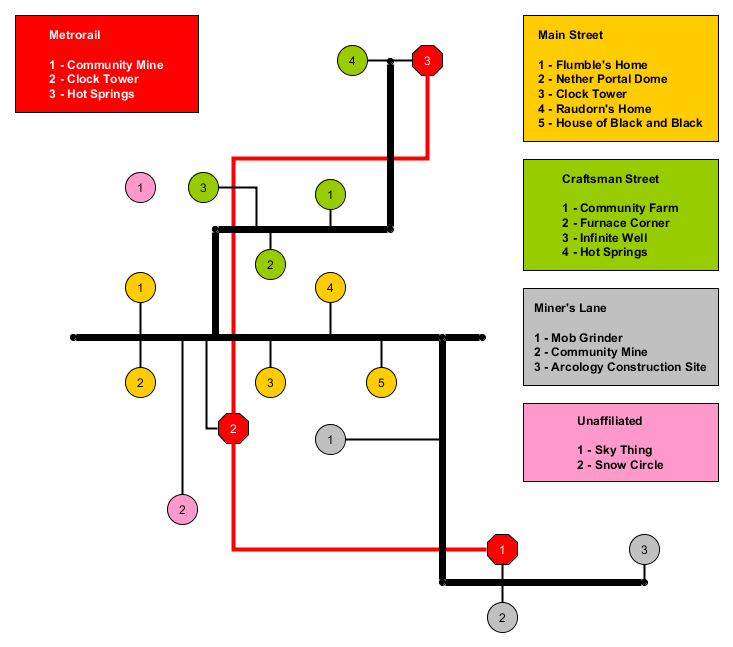 Metrorail
1 - Community Mine
2 - Clock Tower
3 - Hot Springs
Main Street
1 - Flumble's Home
2 - Nether Portal Dome
3 - Clock Tower
4 - Raudorn's Home
5 - House of Black and Black
Craftsman Street
1 - Community Farm
2 - Furnace Corner
3 - Infinite Well
4 - Hot Springs
Miner's Lane
1 - Mob Grinder
2 - Community Mine
3 - Arcology Construction Site
Unaffiliated
1 - Sky Thing
2 - Snow Circle
4
3
1
3
1
2
1
4
2
3
5
2
1
2
1
3
2